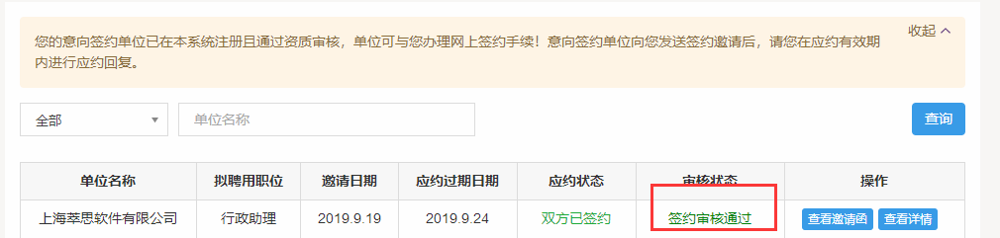 您的意向签约单位已在本系统注册且通过资质审核，单位可与您办理网上签约手续！意向签约单位向您发送签约邀请后，请您在应约有效期 收起
内进行应约回复。
全部 单位名称 查询
单位名称 拟聘用职位 邀请日期 应约过期日期 应约状态 审核状态 操作
上海萃思软件有限公司 行政助理 2019.9.19 2019.9.24 双方已签约 签约审核通过 查看邀请函 查看详情